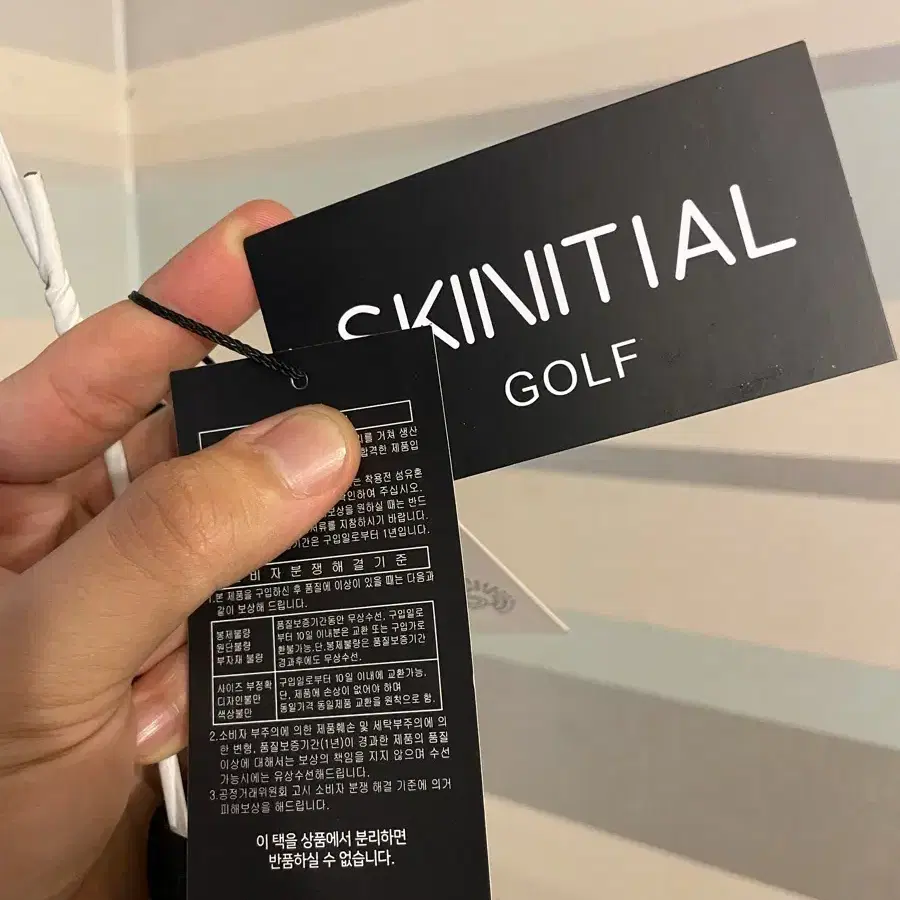 SKINITIAL
GOLF
거쳐 생산
합격한 제품입
는 착용전 섬유혼
확인하여 주십시오.
보상을 원하실 때는 반드
서류를 지참하시기 바랍니다.
기간은 구입일로부터 1년입니다.
비 자 분 쟁 해 결 기 준
1.본 제품을 구입하신 후 품질에 이상이 있을 때는 다음과
같이 보상해 드립니다.
봉제불량
원단불량
부자재 불량
품질보증기간동안 무상수선, 구입일로
부터 10일 이내분은 교환 또는 구입가로
환불가능,단,봉제불량은 품질보증기간
경과후에도 무상수선.
사이즈 부정확
디자인불만
색상불만
구입일로부터 10일 이내에 교환가능.
단, 제품에 손상이 없어야 하며
동일가격 동일제품 교환을 원칙으로 함.
2.소비자 부주의에 의한 제품훼손 및 세탁부주의에 의
한 변형, 품질보증기간(1년)이 경과한 제품의 품질
이상에 대해서는 보상의 책임을 지지 않으며 수선
가능시에는 유상수선해드립니다.
3.공정거래위원회 고시 소비자 분쟁 해결 기준에 의거
피해보상을 해드립니다.
이 택을 상품에서 분리하면
반품하실 수 없습니다.